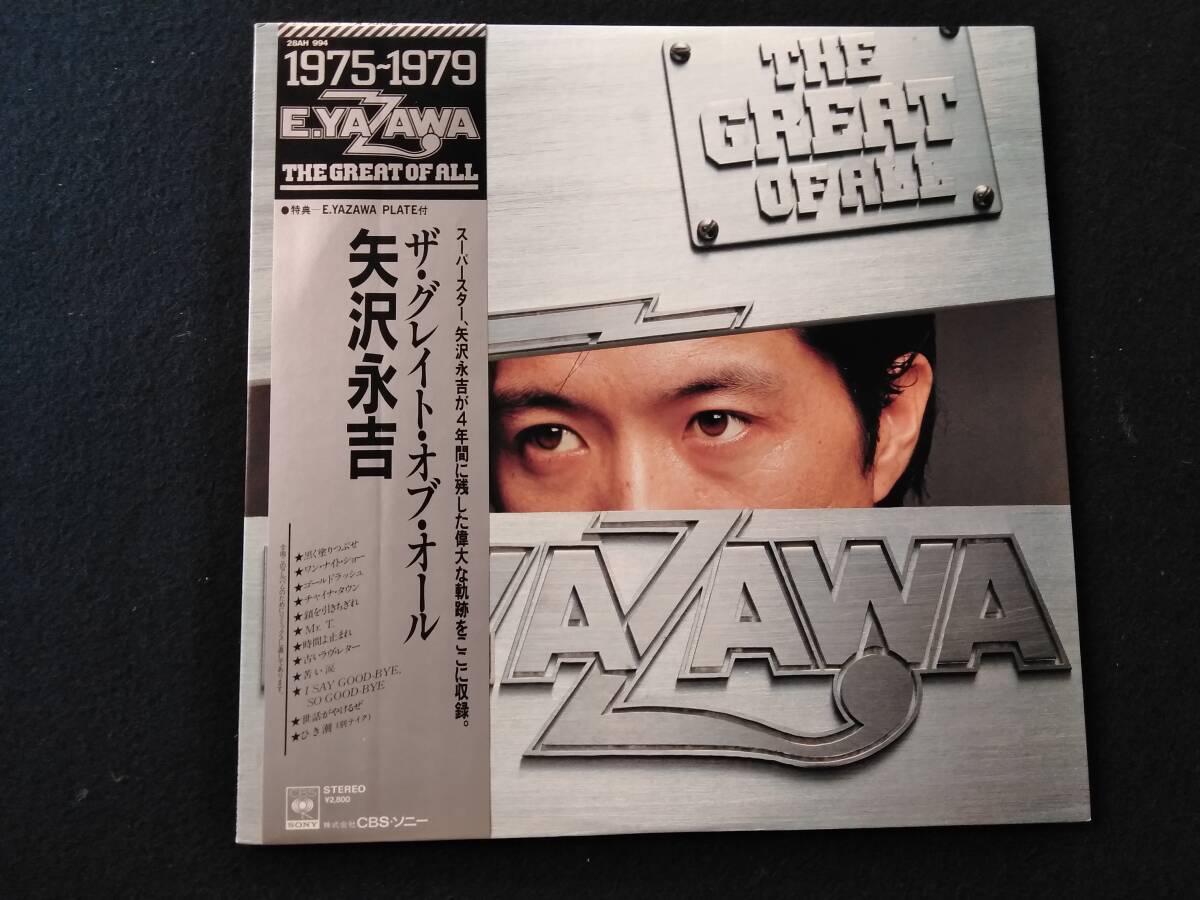 28AH 994
1975~1979
E.YAZAWA
THE GREAT OF ALL
●特典—E.YAZAWA PLATE付
スーパースター、矢沢永吉が4年間に残した偉大な軌跡をここに収録。
ザ・グレイト・オブ・オール
矢沢永吉
★黒く塗りつぶせ
★ワン・ナイト・ショー
★ゴールドラッシュ
★チャイナ・タウン
★鎖を引きちぎれ
★Mr. T.
★時間よ止まれ
★古いラヴ・レター
★苦い涙
★I SAY GOOD-BYE,
SO GOOD-BYE
★世話がやけるぜ
★ひき潮(別テイク)
CBS
SONY
STEREO
¥2,800
株式会社CBS・ソニー
THE
GREAT
OF ALL
YAZAWA